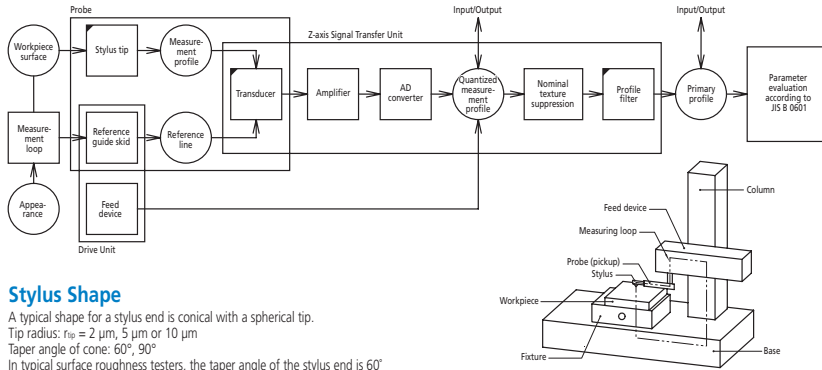 Probe
Input/Output
Input/Output
Z-axis Signal Transfer Unit
Workpiece
surface
Stylus tip
Measure-
ment
profile
Transducer
Amplifier
AD
converter
Quantized
measure-
ment
profile
Nominal
texture
suppression
Profile
filter
Primary
profile
Parameter
evaluation
according to
JIS B 0601
Measure-
ment
loop
Reference
guide skid
Reference
line
Appea-
rance
Feed
device
Drive Unit
Column
Feed device
Measuring loop
Probe (pickup)
Stylus
Workpiece
Fixture
Base
Stylus Shape
A typical shape for a stylus end is conical with a spherical tip.
Tip radius: rtip = 2 µm, 5 µm or 10 µm
Taper angle of cone: 60°, 90°
In typical surface roughness testers, the taper angle of the stylus end is 60˚